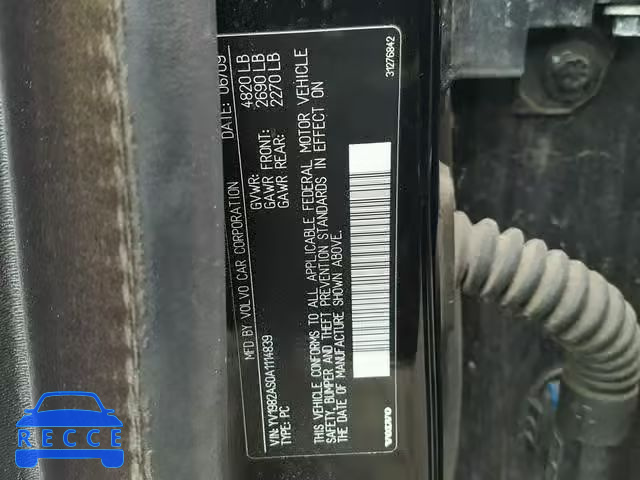 MFD BY VOLVO CAR CORPORATION DATE: 08/09
GVWR: 4820 LB
GAWR FRONT: 2690 LB
GAWR REAR: 2270 LB
VIN: YV1982AS0A1114839
TYPE: PC
THIS VEHICLE CONFORMS TO ALL APPLICABLE FEDERAL MOTOR VEHICLE
SAFETY, BUMPER AND THEFT PREVENTION STANDARDS IN EFFECT ON
THE DATE OF MANUFACTURE SHOWN ABOVE.
VOLVO
31276842
RECCE